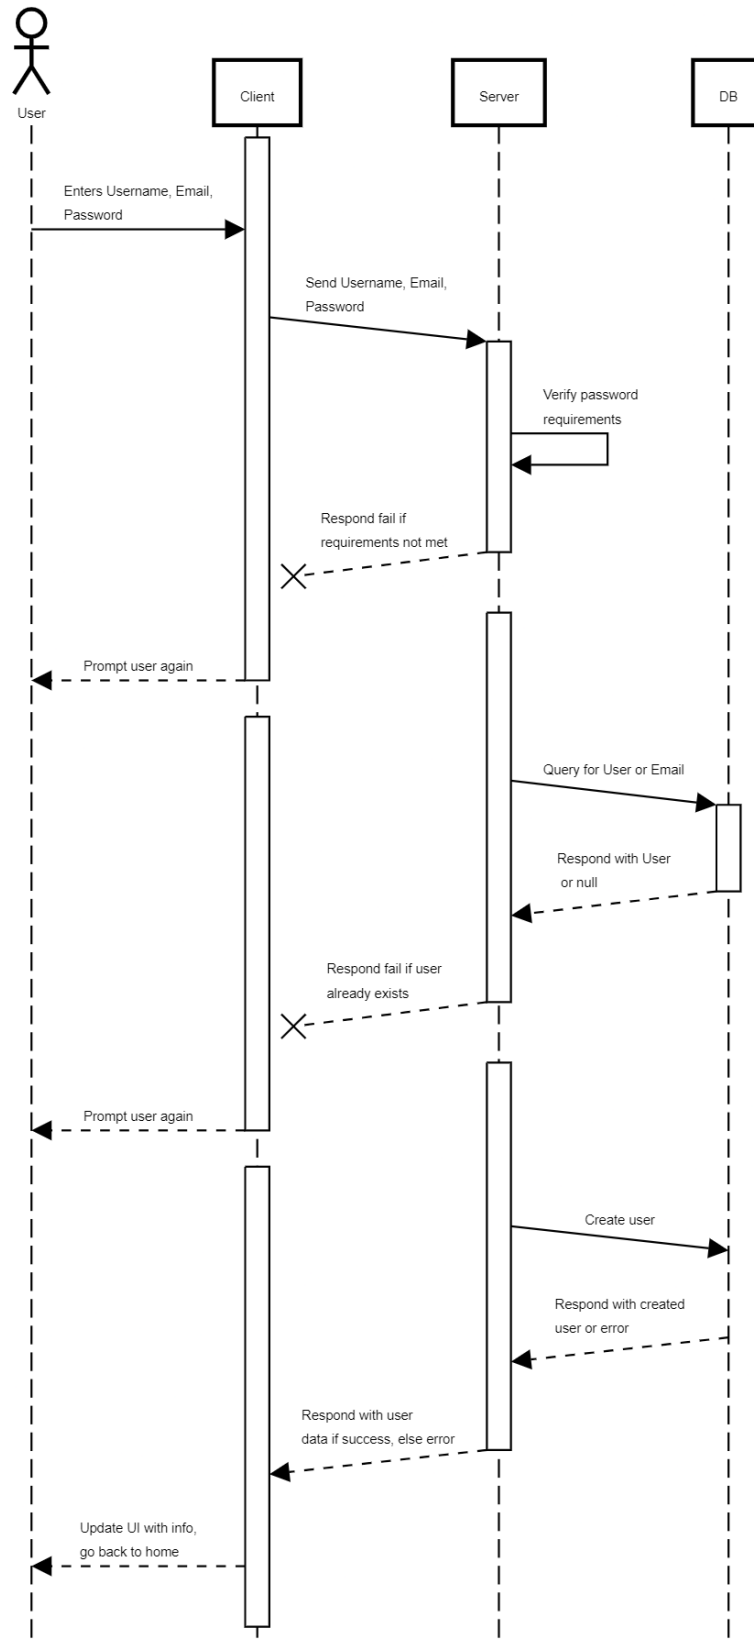 User
Client
Server
DB
Enters Username, Email,
Password
Send Username, Email,
Password
Verify password
requirements
Respond fail if
requirements not met
Prompt user again
Query for User or Email
Respond with User
or null
Respond fail if user
already exists
Prompt user again
Create user
Respond with created
user or error
Respond with user
data if success, else error
Update UI with info,
go back to home